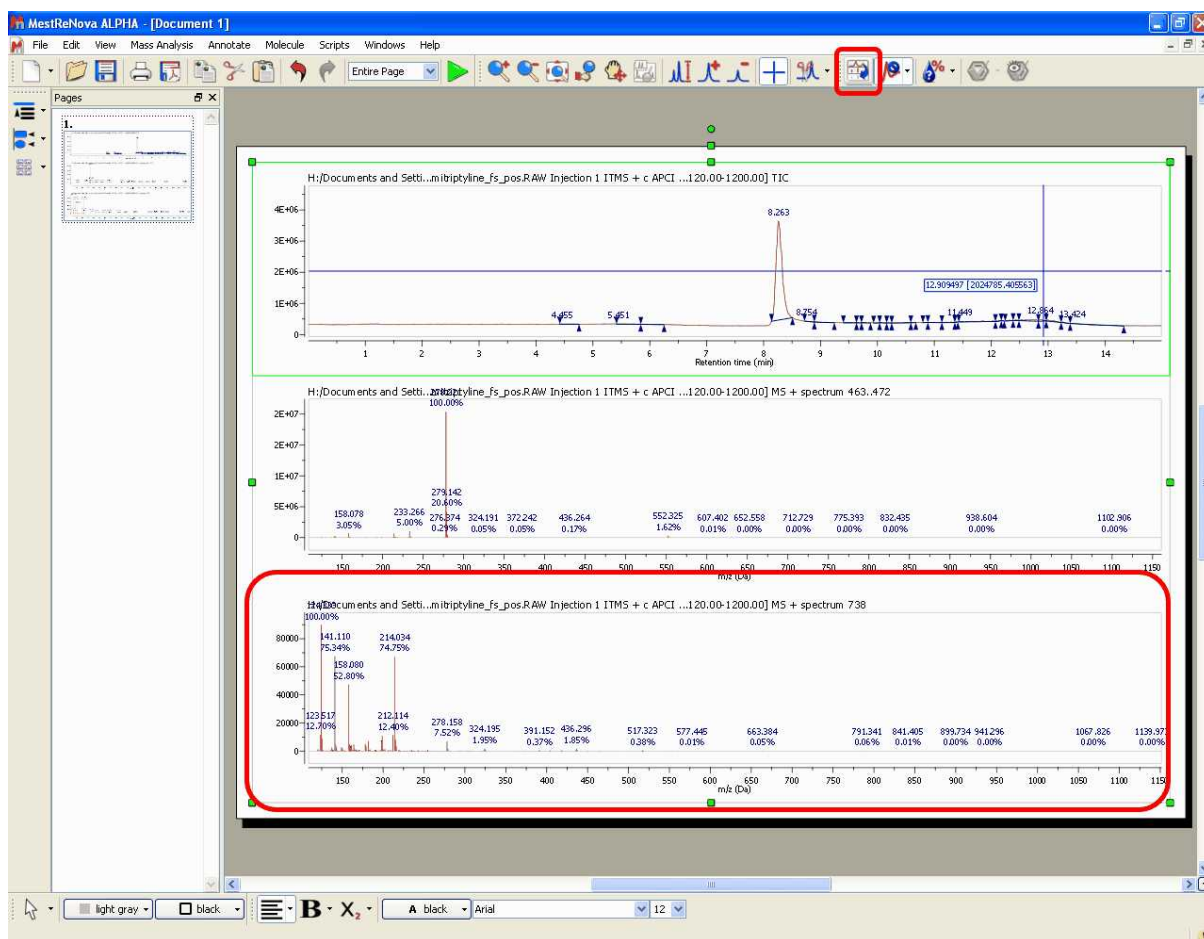 MestReNova ALPHA - [Document 1]
File Edit View Mass Analysis Annotate Molecule Scripts Windows Help
Entire Page
Pages
1.
H:/Documents and Setti...mitriptyline_fs_pos.RAW Injection 1 ITMS + c APCI ...120.00-1200.00] TIC
4E+06
3E+06
2E+06
1E+06
0
8.263
12.909497 [2024785.405563]
4.455 5.451 8.754 11.449 12.864 13.424
1 2 3 4 5 6 7 8 9 10 11 12 13 14
Retention time (min)
H:/Documents and Setti... ptyline_fs_pos.RAW Injection 1 ITMS + c APCI ...120.00-1200.00] MS + spectrum 463..472
100.00%
2E+07
2E+07
1E+07
5E+06
0
279.142
20.60%
158.078 233.266 276.374 324.191 372.242 436.264 552.325 607.402 652.558 712.729 775.393 832.435 938.604 1102.906
3.05% 5.00% 0.29% 0.05% 0.05% 0.17% 1.62% 0.01% 0.00% 0.00% 0.00% 0.00% 0.00% 0.00%
150 200 250 300 350 400 450 500 550 600 650 700 750 800 850 900 950 1000 1050 1100 1150
m/z (Da)
ocuments and Setti...mitriptyline_fs_pos.RAW Injection 1 ITMS + c APCI ...120.00-1200.00] MS + spectrum 738
100.00%
80000
60000
40000
20000
0
141.110 214.034
75.34% 74.75%
158.080
52.80%
123.517 212.114
12.70% 12.40%
278.158 324.195 391.152 436.296 517.323 577.445 663.384 791.341 841.405 899.734 941.296 1067.826 1139.97
7.52% 1.95% 0.37% 1.85% 0.38% 0.01% 0.05% 0.06% 0.01% 0.00% 0.00% 0.00% 0.00%
150 200 250 300 350 400 450 500 550 600 650 700 750 800 850 900 950 1000 1050 1100 1150
m/z (Da)
light gray black B X₂ A black Arial 12